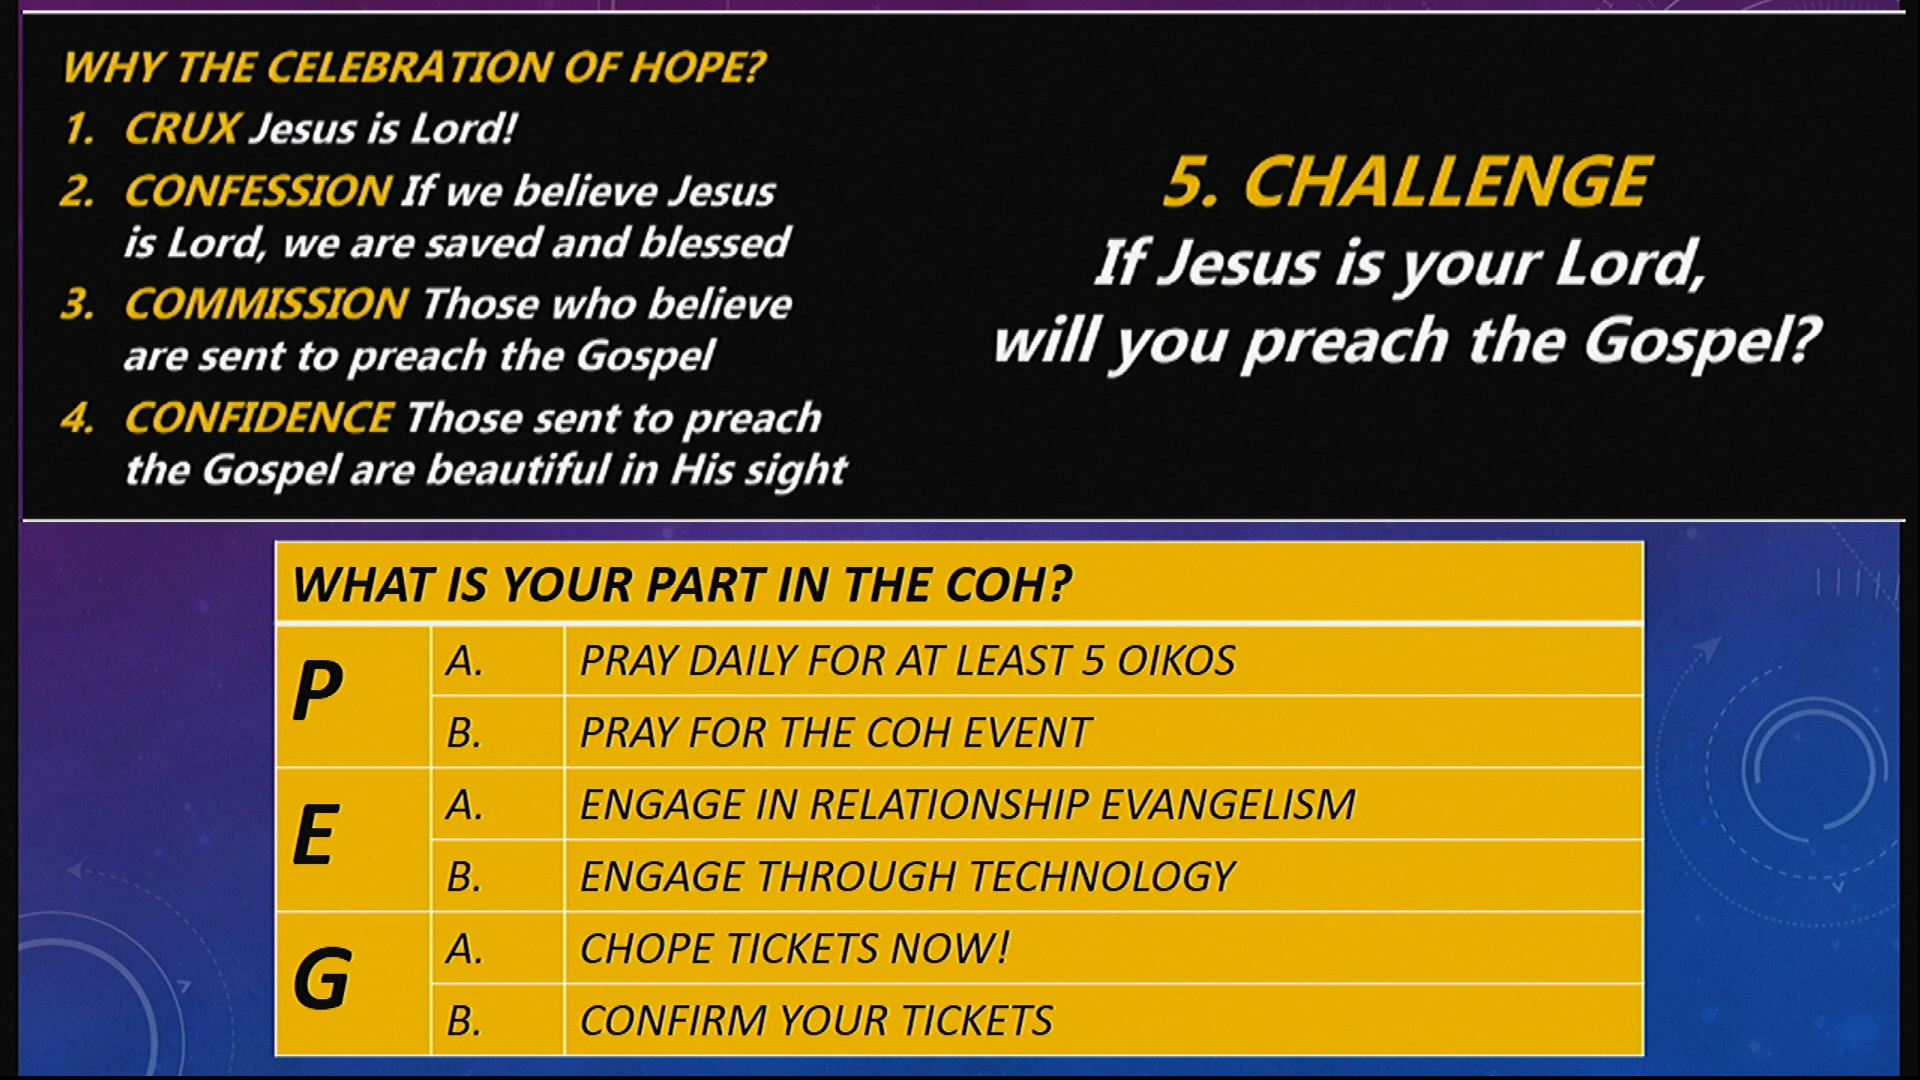 WHY THE CELEBRATION OF HOPE?
1. CRUX Jesus is Lord!
2. CONFESSION If we believe Jesus
is Lord, we are saved and blessed
3. COMMISSION Those who believe
are sent to preach the Gospel
4. CONFIDENCE Those sent to preach
the Gospel are beautiful in His sight
5. CHALLENGE
If Jesus is your Lord,
will you preach the Gospel?
WHAT IS YOUR PART IN THE COH?
P
A. PRAY DAILY FOR AT LEAST 5 OIKOS
B. PRAY FOR THE COH EVENT
E
A. ENGAGE IN RELATIONSHIP EVANGELISM
B. ENGAGE THROUGH TECHNOLOGY
G
A. CHOPE TICKETS NOW!
B. CONFIRM YOUR TICKETS